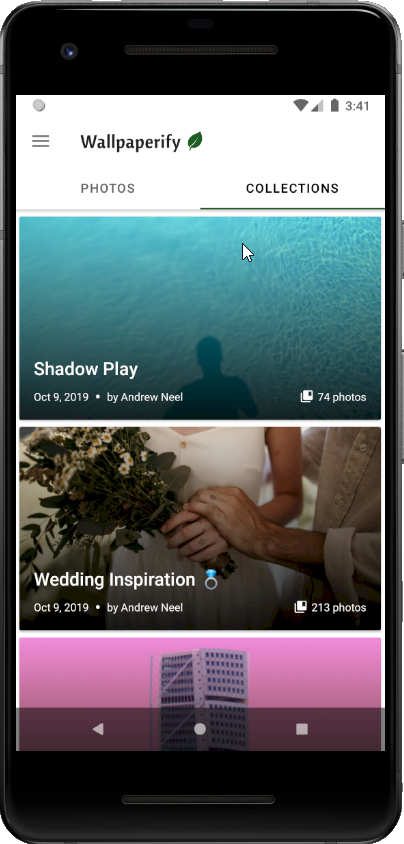 3:41
Wallpaperify
PHOTOS
COLLECTIONS
Shadow Play
Oct 9, 2019 • by Andrew Neel
74 photos
Wedding Inspiration 💍
Oct 9, 2019 • by Andrew Neel
213 photos